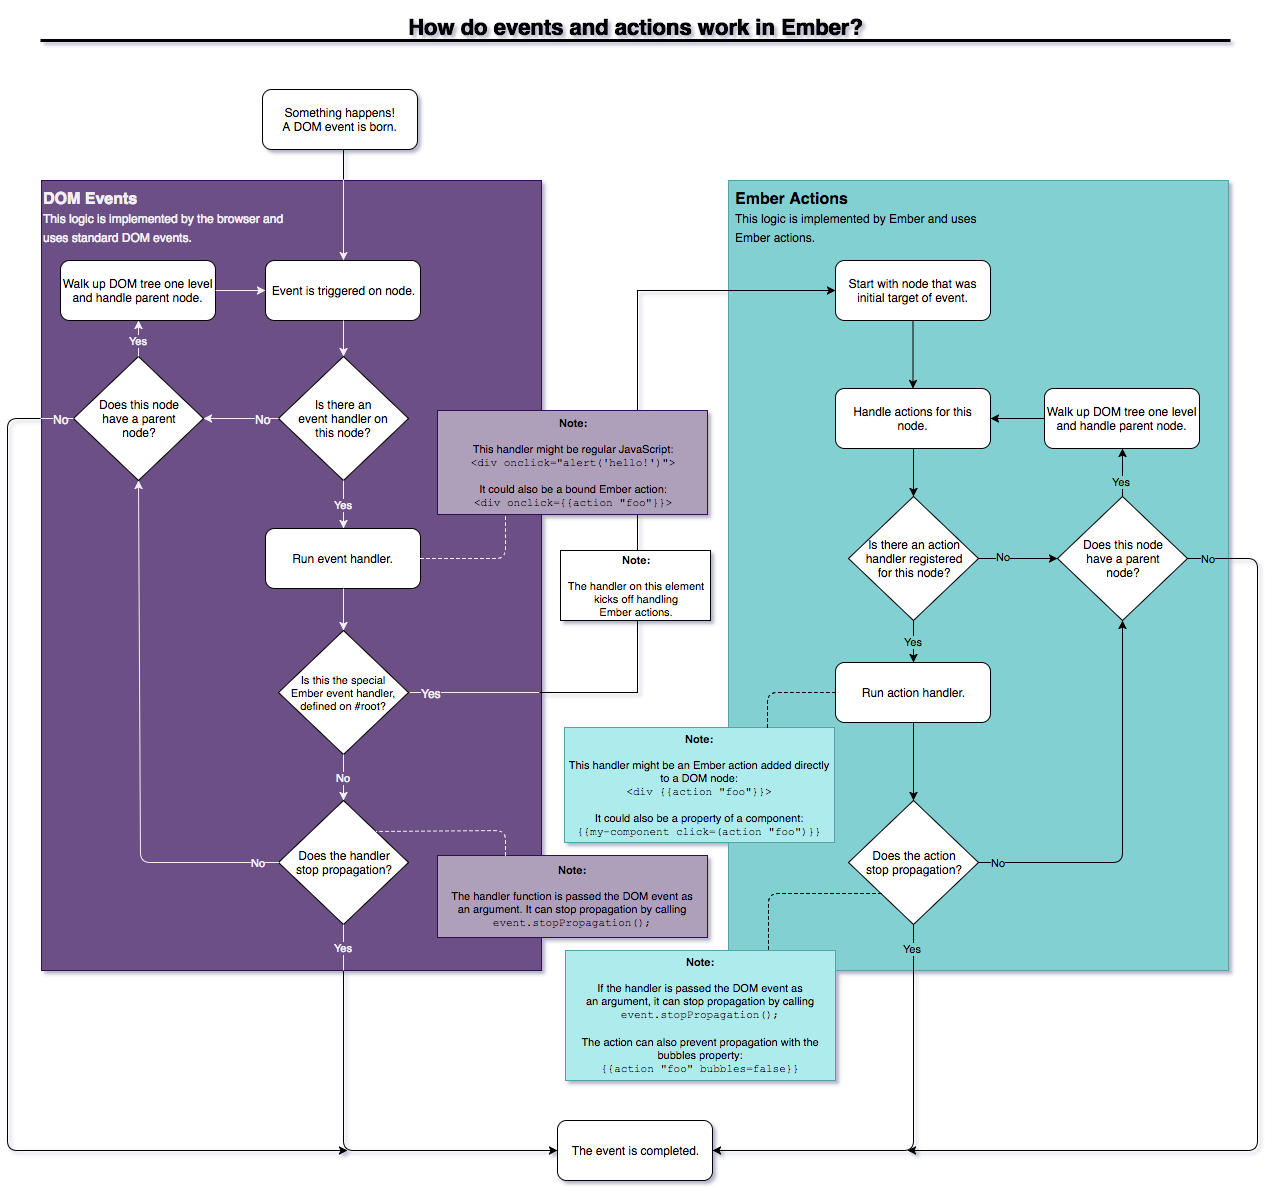 How do events and actions work in Ember?
Something happens!
A DOM event is born.
DOM Events
This logic is implemented by the browser and
uses standard DOM events.
Walk up DOM tree one level
and handle parent node.
Event is triggered on node.
Yes
Does this node
have a parent
node?
No
No
Is there an
event handler on
this node?
Yes
Note:
This handler might be regular JavaScript:
<div onclick="alert('hello!')">
It could also be a bound Ember action:
<div onclick={{action "foo"}}>
Run event handler.
Note:
The handler on this element
kicks off handling
Ember actions.
Is this the special
Ember event handler,
defined on #root?
Yes
No
Does the handler
stop propagation?
No
Note:
The handler function is passed the DOM event as
an argument. It can stop propagation by calling
event.stopPropagation();
Yes
Ember Actions
This logic is implemented by Ember and uses
Ember actions.
Start with node that was
initial target of event.
Handle actions for this
node.
Walk up DOM tree one level
and handle parent node.
Yes
Is there an action
handler registered
for this node?
No
Does this node
have a parent
node?
No
Yes
Run action handler.
Note:
This handler might be an Ember action added directly
to a DOM node:
<div {{action "foo"}}>
It could also be a property of a component:
{{my-component click=(action "foo")}}
Does the action
stop propagation?
No
Yes
Note:
If the handler is passed the DOM event as
an argument, it can stop propagation by calling
event.stopPropagation();
The action can also prevent propagation with the
bubbles property:
{{action "foo" bubbles=false}}
The event is completed.